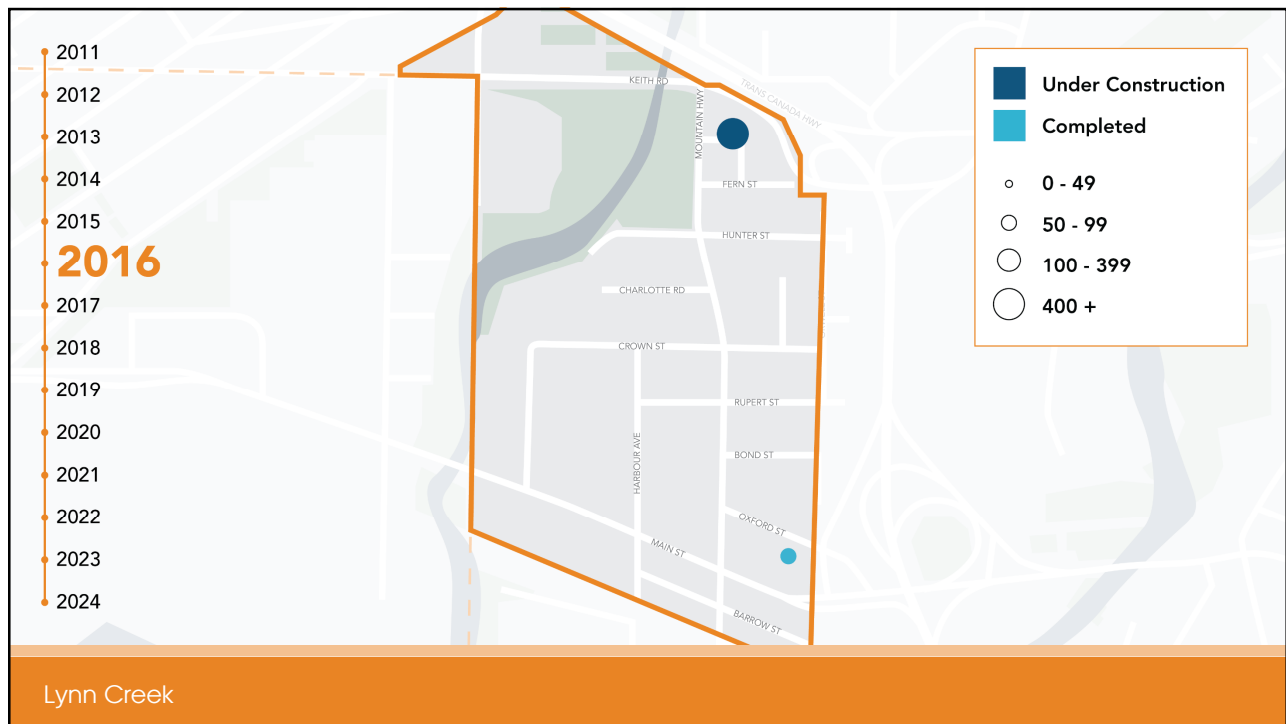 2011
2012
2013
2014
2015
2016
2017
2018
2019
2020
2021
2022
2023
2024
KEITH RD
TRANS CANADA HWY
MOUNTAIN HWY
FERN ST
HUNTER ST
CHARLOTTE RD
CROWN ST
RUPERT ST
HARBOUR AVE
BOND ST
OXFORD ST
MAIN ST
BARROW ST
Under Construction
Completed
0 - 49
50 - 99
100 - 399
400 +
Lynn Creek